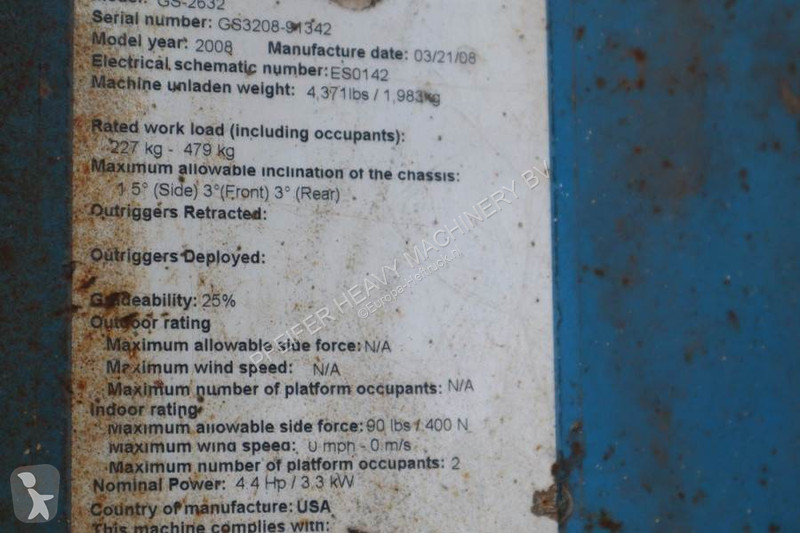 Model: GS-2632
Serial number: GS3208-91342
Model year: 2008 Manufacture date: 03/21/08
Electrical schematic number: ES0142
Machine unladen weight: 4,371lbs / 1,983kg
Rated work load (including occupants):
227 kg - 479 kg
Maximum allowable inclination of the chassis:
1 5° (Side) 3°(Front) 3° (Rear)
Outriggers Retracted:
Outriggers Deployed:
Gradeability: 25%
Outdoor rating
Maximum allowable side force: N/A
Maximum wind speed: N/A
Maximum number of platform occupants: N/A
Indoor rating
Maximum allowable side force: 90 lbs / 400 N
Maximum wind speed: 0 mph - 0 m/s
Maximum number of platform occupants: 2
Nominal Power: 4.4 Hp / 3.3 kW
Country of manufacture: USA
This machine complies with:
PFEIFER HEAVY MACHINERY BV